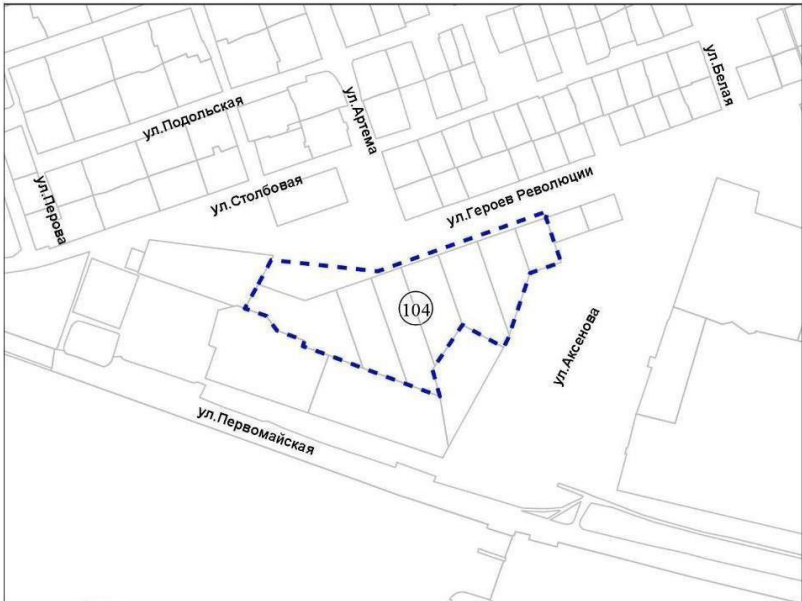 ул.Белая
ул.Подольская
ул.Артема
ул.Перова
ул.Столбовая
ул.Героев Революции
104
ул.Аксенова
ул.Первомайская